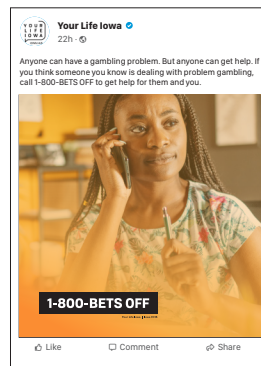 YOUR
LIFE
IOWA
Your Life Iowa
22h ·
Anyone can have a gambling problem. But anyone can get help. If
you think someone you know is dealing with problem gambling,
call 1-800-BETS OFF to get help for them and you.
1-800-BETS OFF
Like
Comment
Share